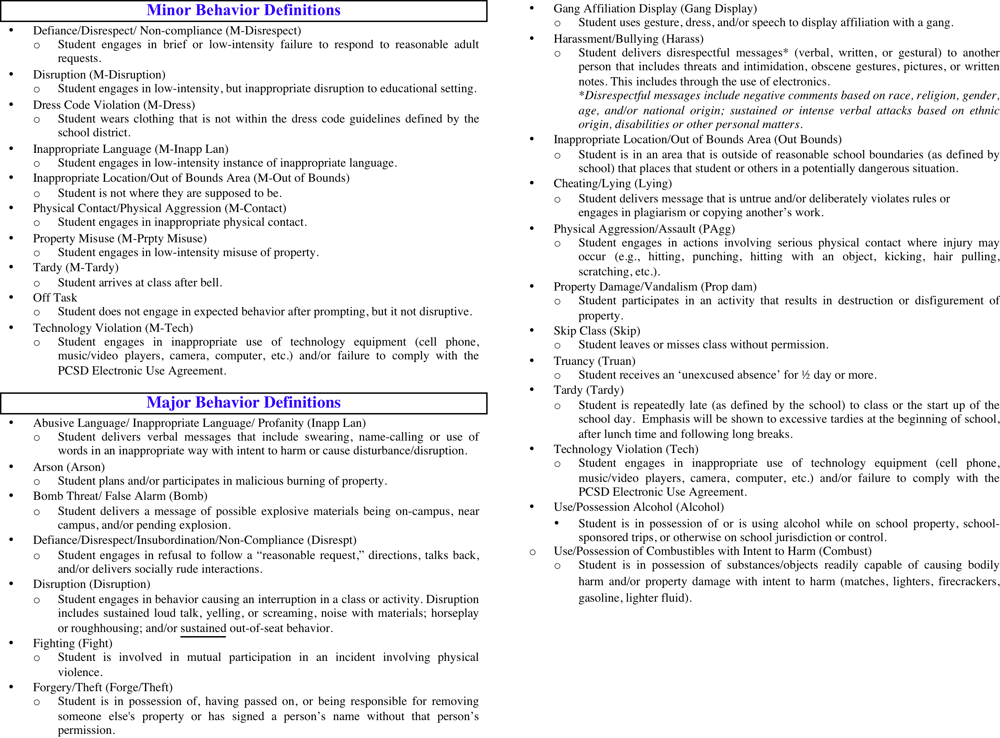 Minor Behavior Definitions
• Defiance/Disrespect/ Non-compliance (M-Disrespect)
o Student engages in brief or low-intensity failure to respond to reasonable adult
requests.
• Disruption (M-Disruption)
o Student engages in low-intensity, but inappropriate disruption to educational setting.
• Dress Code Violation (M-Dress)
o Student wears clothing that is not within the dress code guidelines defined by the
school district.
• Inappropriate Language (M-Inapp Lan)
o Student engages in low-intensity instance of inappropriate language.
• Inappropriate Location/Out of Bounds Area (M-Out of Bounds)
o Student is not where they are supposed to be.
• Physical Contact/Physical Aggression (M-Contact)
o Student engages in inappropriate physical contact.
• Property Misuse (M-Prpty Misuse)
o Student engages in low-intensity misuse of property.
• Tardy (M-Tardy)
o Student arrives at class after bell.
• Off Task
o Student does not engage in expected behavior after prompting, but it not disruptive.
• Technology Violation (M-Tech)
o Student engages in inappropriate use of technology equipment (cell phone,
music/video players, camera, computer, etc.) and/or failure to comply with the
PCSD Electronic Use Agreement.
Major Behavior Definitions
• Abusive Language/ Inappropriate Language/ Profanity (Inapp Lan)
o Student delivers verbal messages that include swearing, name-calling or use of
words in an inappropriate way with intent to harm or cause disturbance/disruption.
• Arson (Arson)
o Student plans and/or participates in malicious burning of property.
• Bomb Threat/ False Alarm (Bomb)
o Student delivers a message of possible explosive materials being on-campus, near
campus, and/or pending explosion.
• Defiance/Disrespect/Insubordination/Non-Compliance (Disrespt)
o Student engages in refusal to follow a “reasonable request,” directions, talks back,
and/or delivers socially rude interactions.
• Disruption (Disruption)
o Student engages in behavior causing an interruption in a class or activity. Disruption
includes sustained loud talk, yelling, or screaming, noise with materials; horseplay
or roughhousing; and/or sustained out-of-seat behavior.
• Fighting (Fight)
o Student is involved in mutual participation in an incident involving physical
violence.
• Forgery/Theft (Forge/Theft)
o Student is in possession of, having passed on, or being responsible for removing
someone else's property or has signed a person’s name without that person’s
permission.
• Gang Affiliation Display (Gang Display)
o Student uses gesture, dress, and/or speech to display affiliation with a gang.
• Harassment/Bullying (Harass)
o Student delivers disrespectful messages* (verbal, written, or gestural) to another
person that includes threats and intimidation, obscene gestures, pictures, or written
notes. This includes through the use of electronics.
*Disrespectful messages include negative comments based on race, religion, gender,
age, and/or national origin; sustained or intense verbal attacks based on ethnic
origin, disabilities or other personal matters.
• Inappropriate Location/Out of Bounds Area (Out Bounds)
o Student is in an area that is outside of reasonable school boundaries (as defined by
school) that places that student or others in a potentially dangerous situation.
• Cheating/Lying (Lying)
o Student delivers message that is untrue and/or deliberately violates rules or
engages in plagiarism or copying another’s work.
• Physical Aggression/Assault (PAgg)
o Student engages in actions involving serious physical contact where injury may
occur (e.g., hitting, punching, hitting with an object, kicking, hair pulling,
scratching, etc.).
• Property Damage/Vandalism (Prop dam)
o Student participates in an activity that results in destruction or disfigurement of
property.
• Skip Class (Skip)
o Student leaves or misses class without permission.
• Truancy (Truan)
o Student receives an ‘unexcused absence’ for ½ day or more.
• Tardy (Tardy)
o Student is repeatedly late (as defined by the school) to class or the start up of the
school day. Emphasis will be shown to excessive tardies at the beginning of school,
after lunch time and following long breaks.
• Technology Violation (Tech)
o Student engages in inappropriate use of technology equipment (cell phone,
music/video players, camera, computer, etc.) and/or failure to comply with the
PCSD Electronic Use Agreement.
• Use/Possession Alcohol (Alcohol)
• Student is in possession of or is using alcohol while on school property, school-
sponsored trips, or otherwise on school jurisdiction or control.
o Use/Possession of Combustibles with Intent to Harm (Combust)
o Student is in possession of substances/objects readily capable of causing bodily
harm and/or property damage with intent to harm (matches, lighters, firecrackers,
gasoline, lighter fluid).